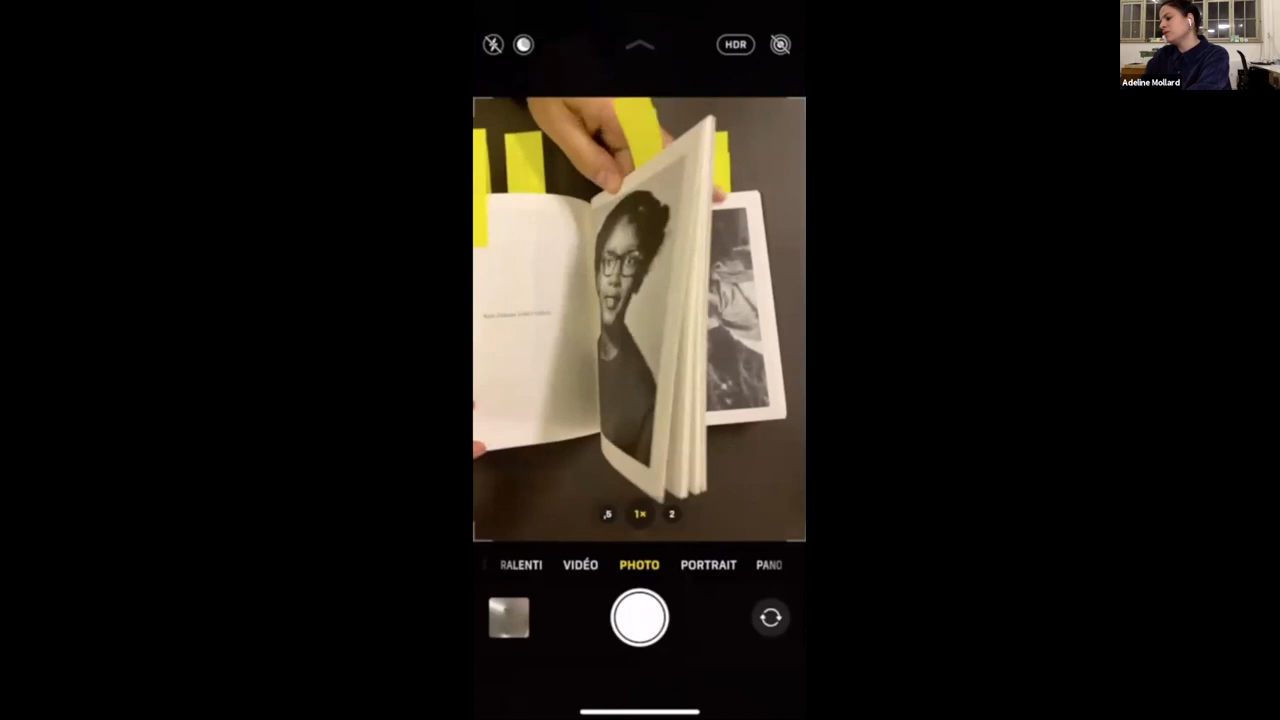 HDR
Adeline Mollard
,5
1×
2
RALENTI
VIDÉO
PHOTO
PORTRAIT
PANO